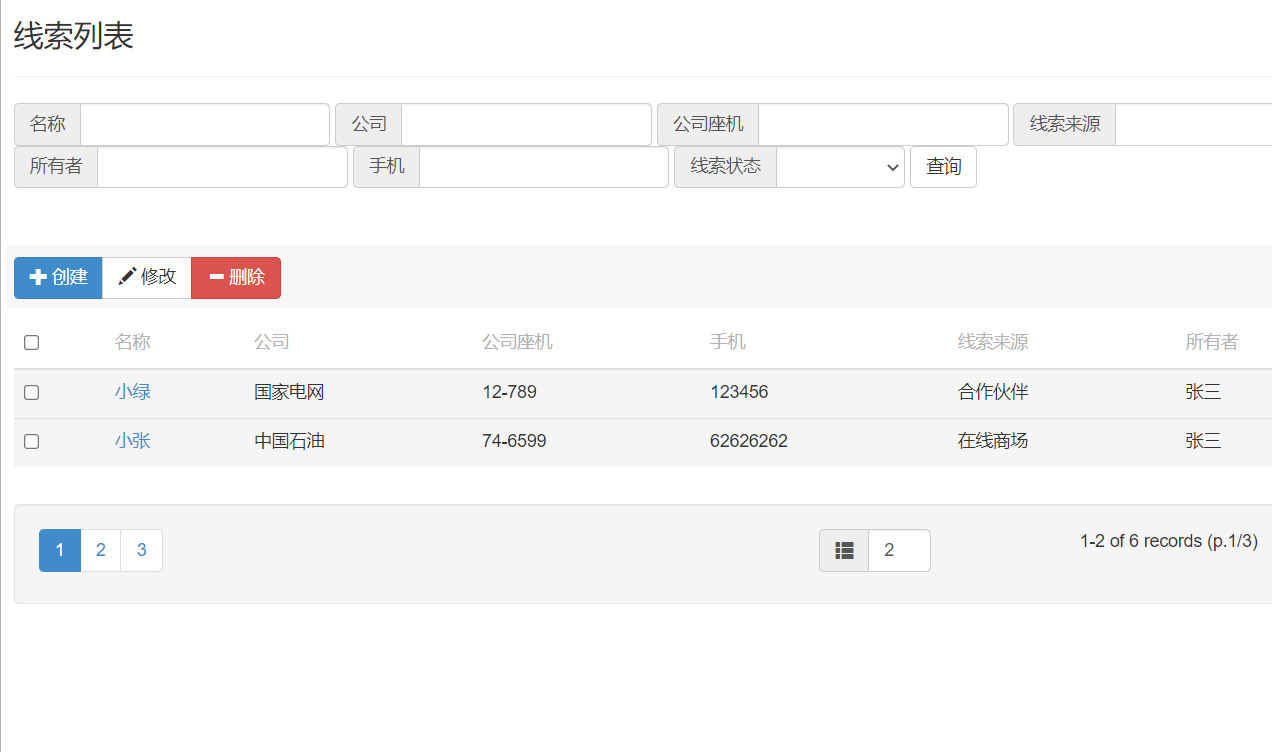 线索列表
名称 公司 公司座机 线索来源
所有者 手机 线索状态 查询
创建 修改 删除
名称 公司 公司座机 手机 线索来源 所有者
小绿 国家电网 12-789 123456 合作伙伴 张三
小张 中国石油 74-6599 62626262 在线商场 张三
1 2 3 2 1-2 of 6 records (p.1/3)